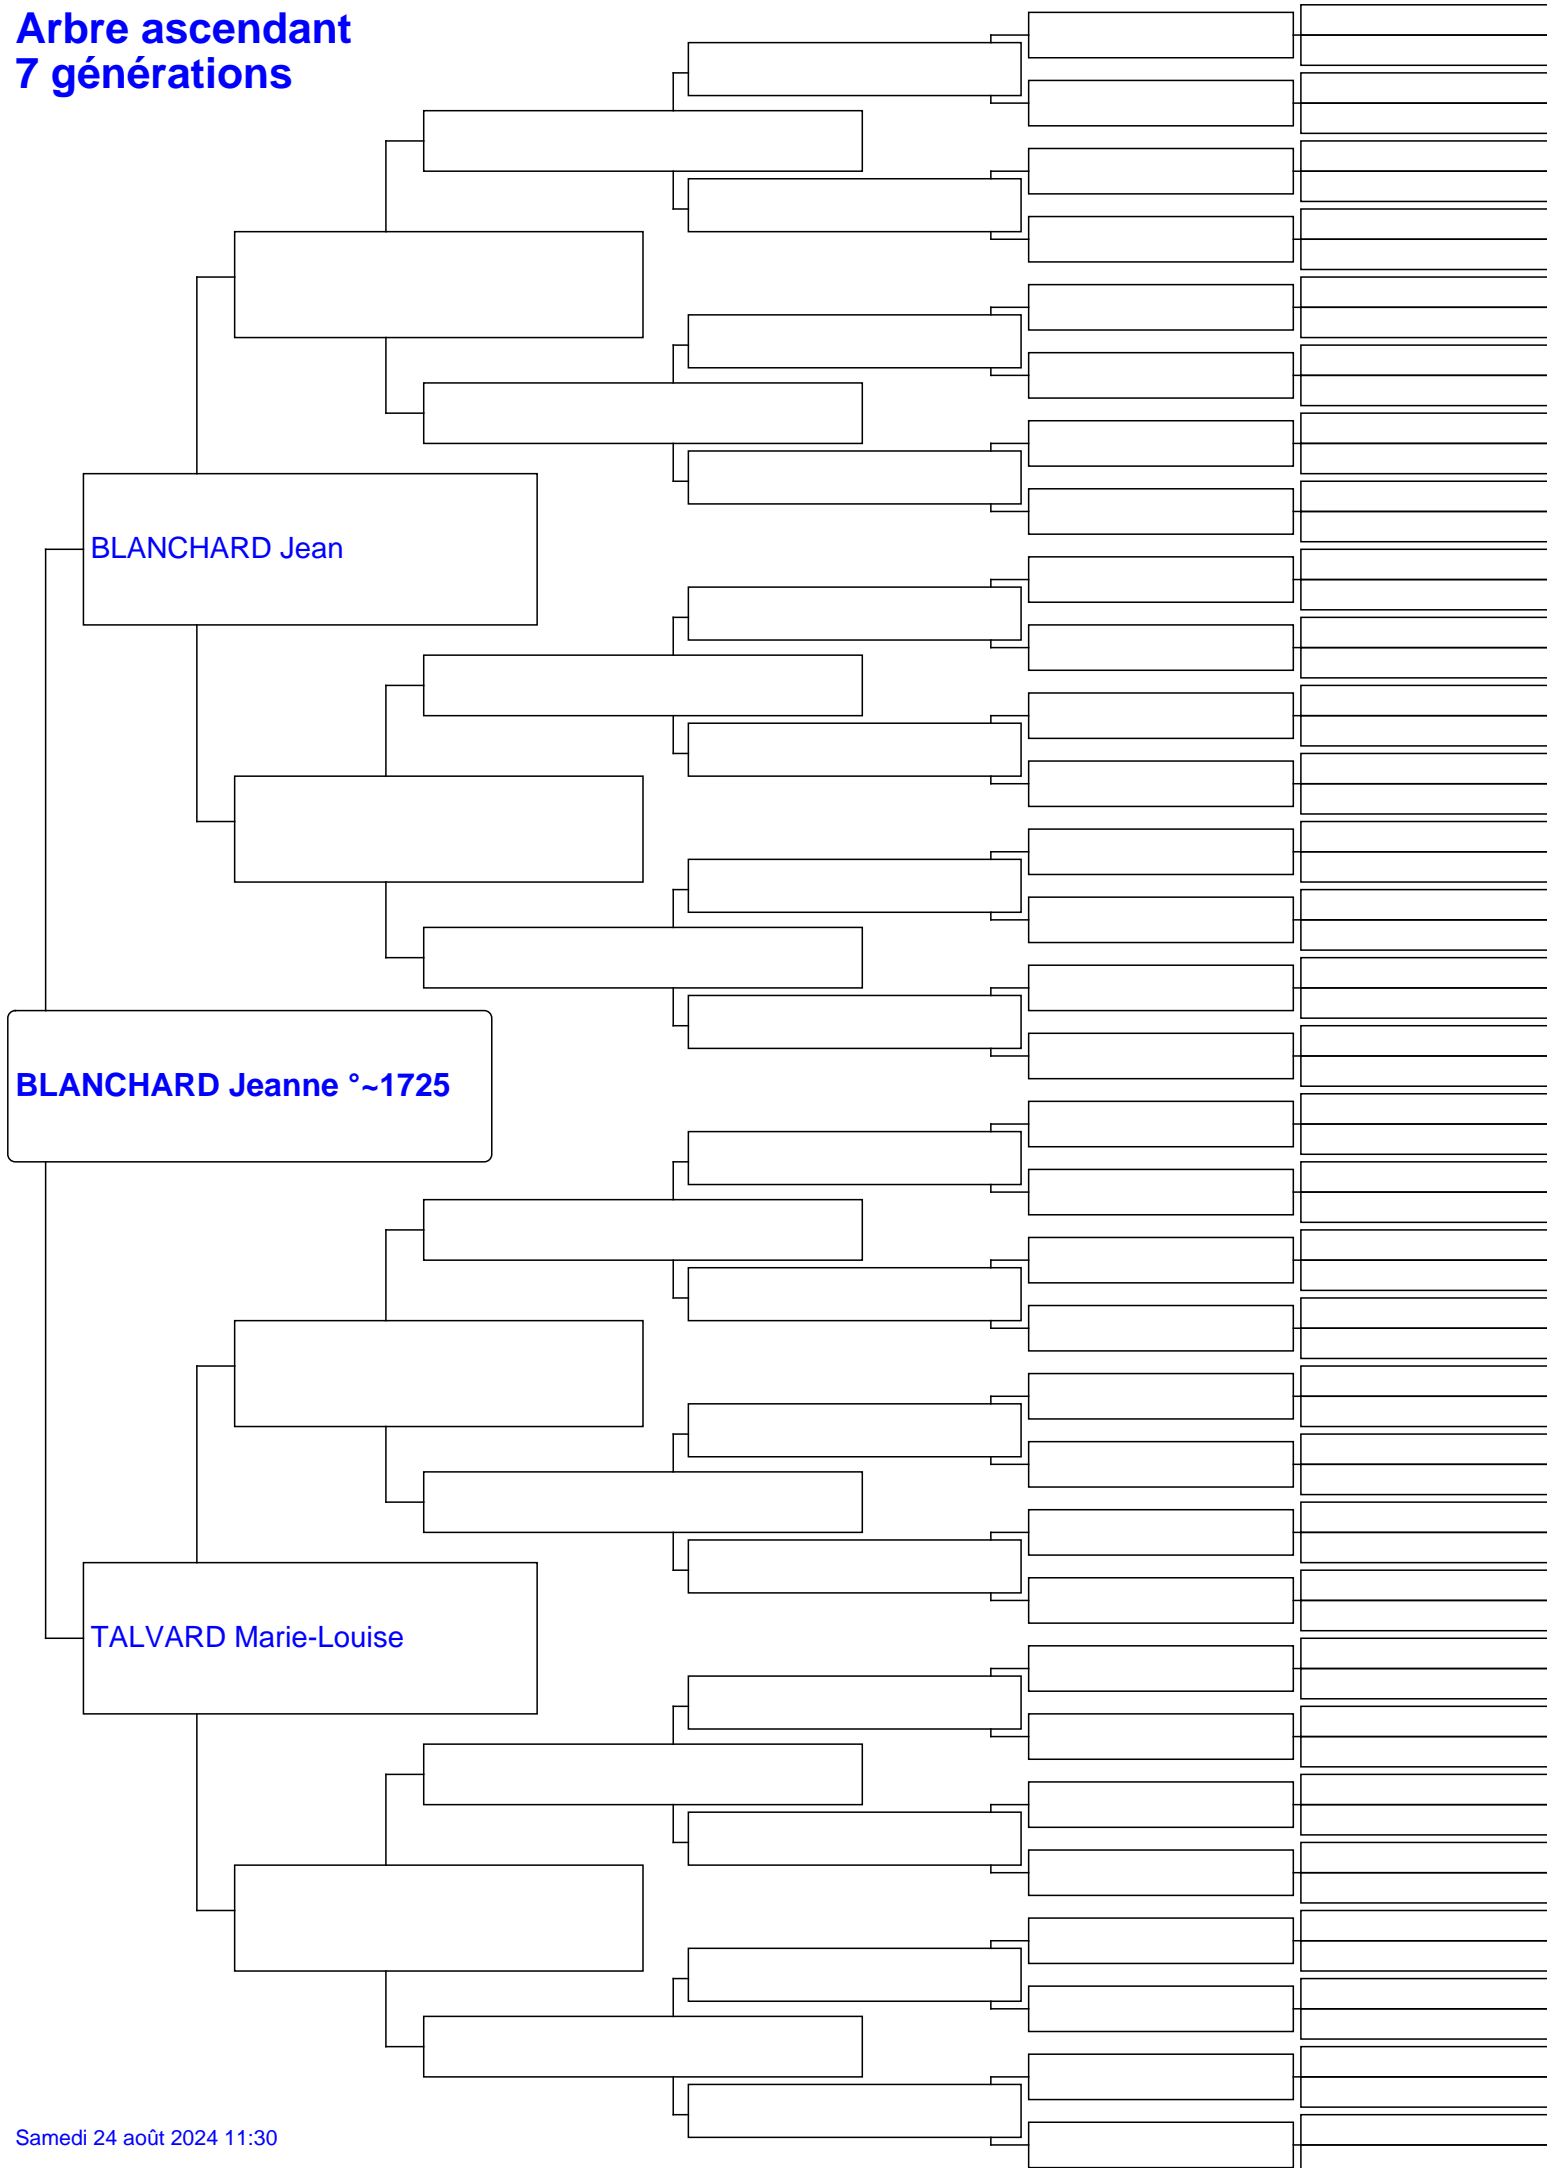 Arbre ascendant
7 générations
BLANCHARD Jean
BLANCHARD Jeanne °~1725
TALVARD Marie-Louise
Samedi 24 août 2024 11:30